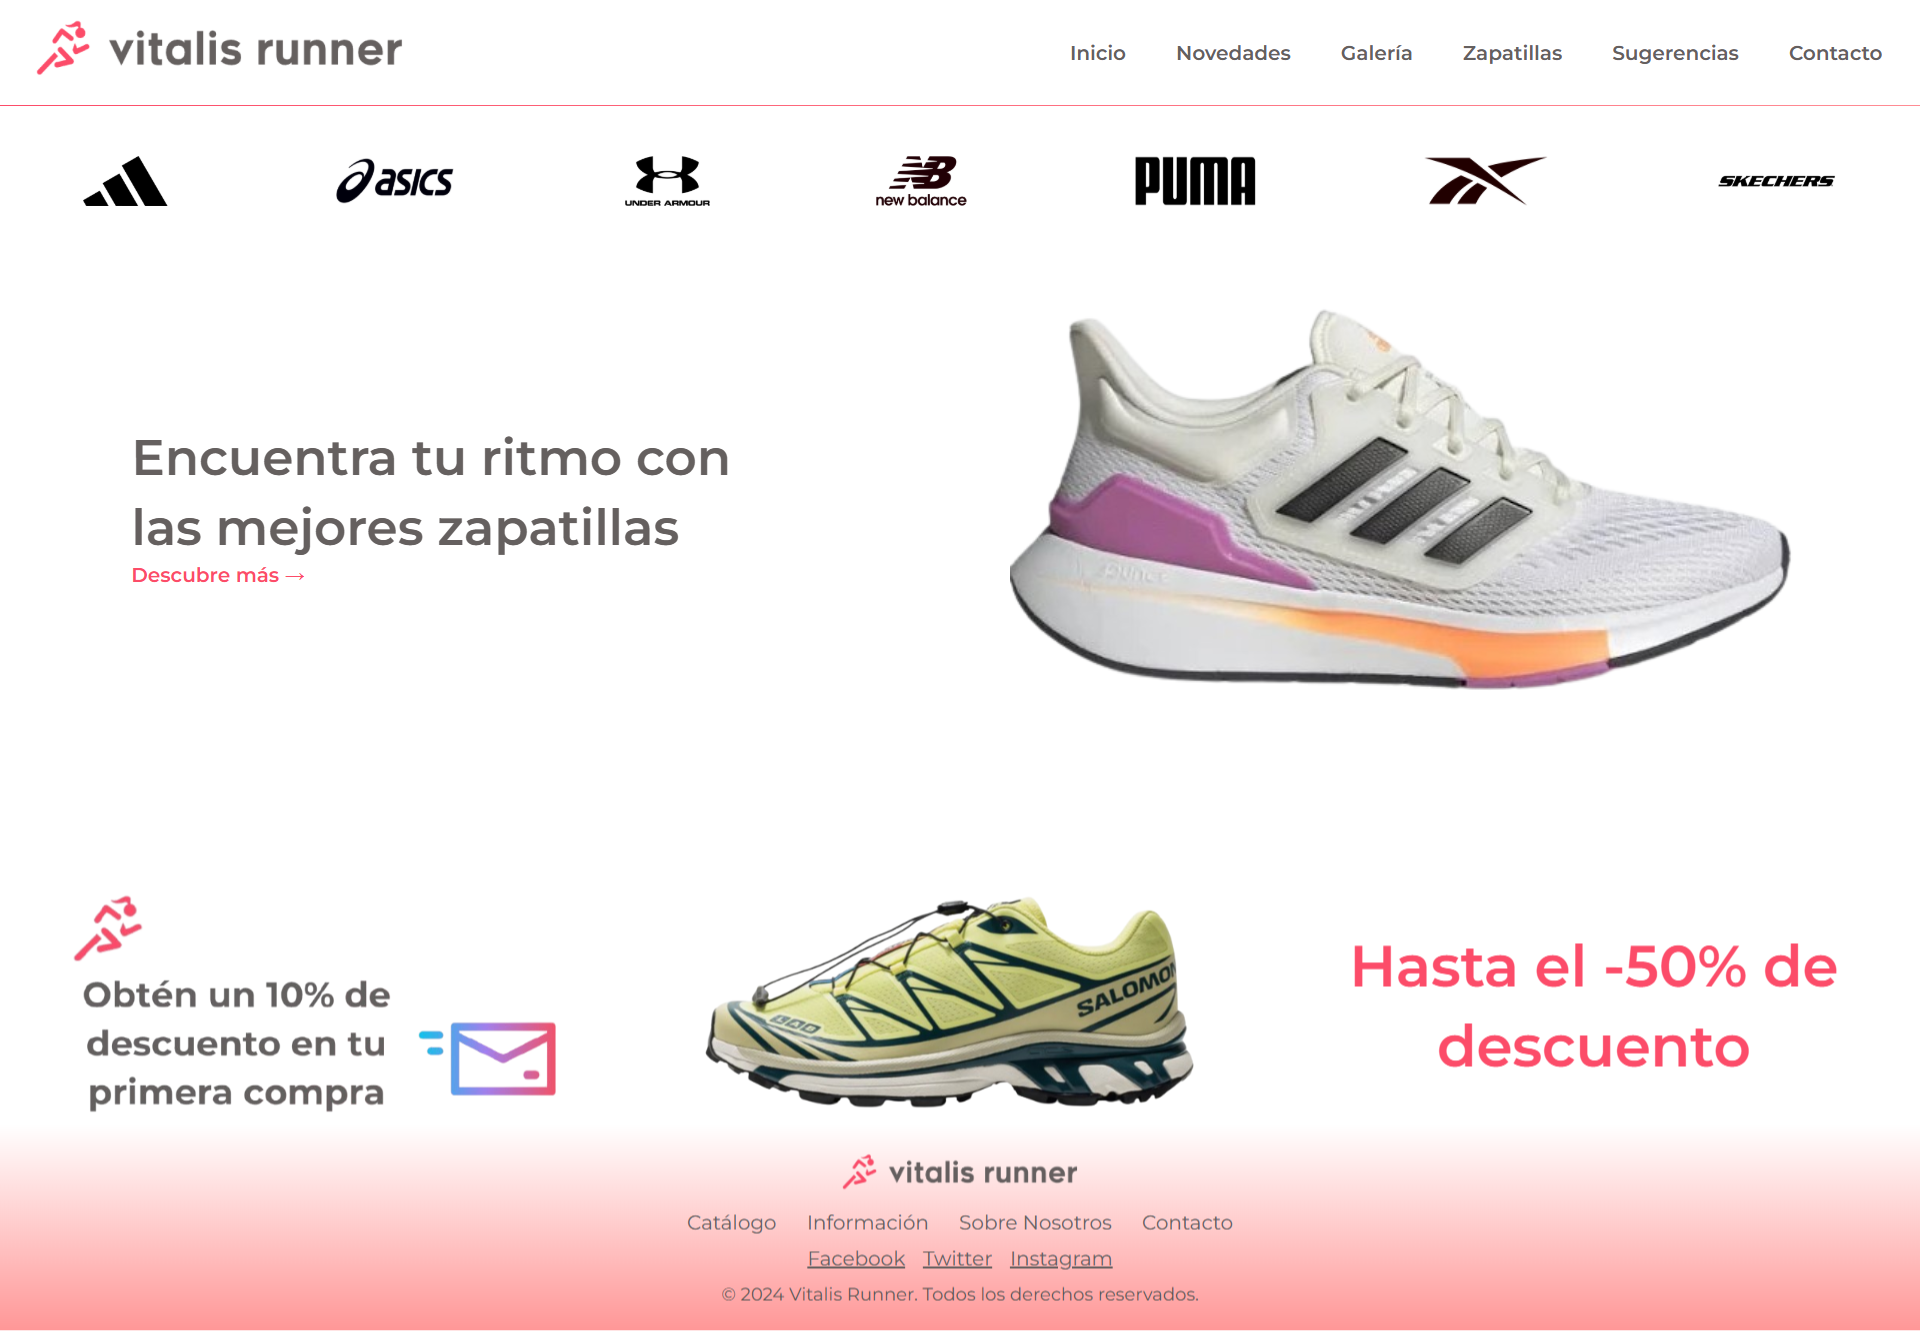 vitalis runner
Inicio Novedades Galería Zapatillas Sugerencias Contacto
asics
UNDER ARMOUR
new balance
PUMA
SKECHERS
Encuentra tu ritmo con
las mejores zapatillas
Descubre más →
Obtén un 10% de
descuento en tu
primera compra
SALOMON
Hasta el -50% de
descuento
vitalis runner
Catálogo Información Sobre Nosotros Contacto
Facebook Twitter Instagram
© 2024 Vitalis Runner. Todos los derechos reservados.